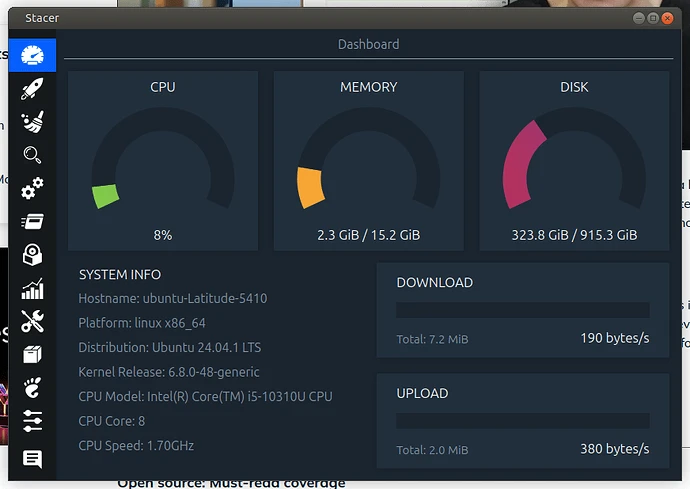 Stacer
Dashboard
CPU
8%
MEMORY
2.3 GiB / 15.2 GiB
DISK
323.8 GiB / 915.3 GiB
SYSTEM INFO
Hostname: ubuntu-Latitude-5410
Platform: linux x86_64
Distribution: Ubuntu 24.04.1 LTS
Kernel Release: 6.8.0-48-generic
CPU Model: Intel(R) Core(TM) i5-10310U CPU
CPU Core: 8
CPU Speed: 1.70GHz
DOWNLOAD
Total: 7.2 MiB
190 bytes/s
UPLOAD
Total: 2.0 MiB
380 bytes/s
Open source: Must-read coverage